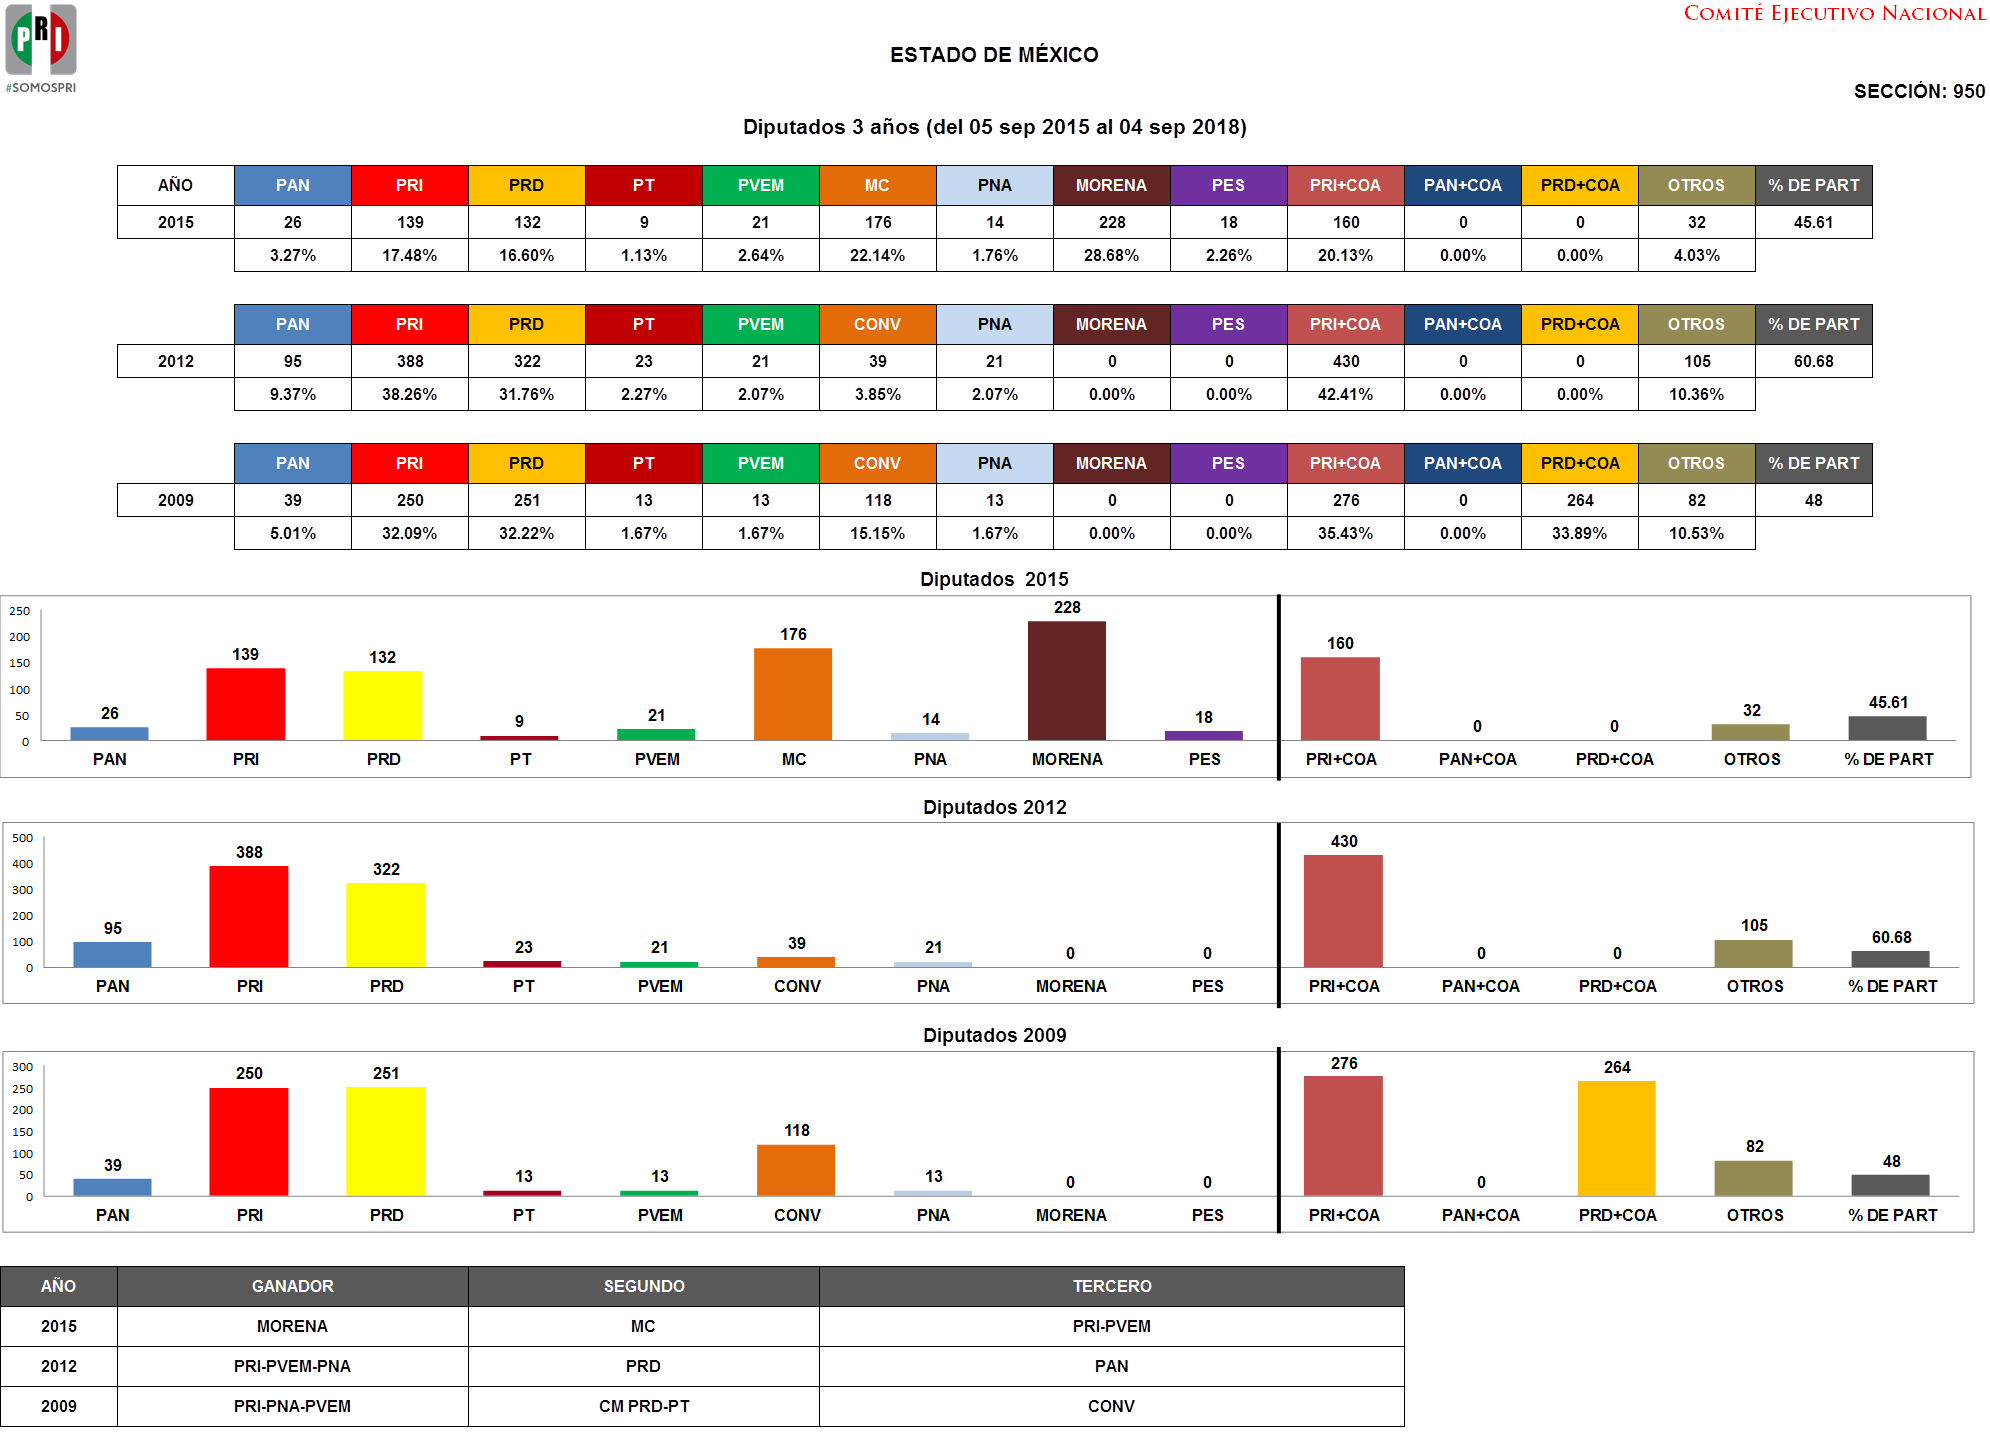 PRI
#SOMOSPRI
COMITÉ EJECUTIVO NACIONAL
ESTADO DE MÉXICO
SECCIÓN: 950
Diputados 3 años (del 05 sep 2015 al 04 sep 2018)
AÑO PAN PRI PRD PT PVEM MC PNA MORENA PES PRI+COA PAN+COA PRD+COA OTROS % DE PART
2015 26 139 132 9 21 176 14 228 18 160 0 0 32 45.61
3.27% 17.48% 16.60% 1.13% 2.64% 22.14% 1.76% 28.68% 2.26% 20.13% 0.00% 0.00% 4.03%
PAN PRI PRD PT PVEM CONV PNA MORENA PES PRI+COA PAN+COA PRD+COA OTROS % DE PART
2012 95 388 322 23 21 39 21 0 0 430 0 0 105 60.68
9.37% 38.26% 31.76% 2.27% 2.07% 3.85% 2.07% 0.00% 0.00% 42.41% 0.00% 0.00% 10.36%
PAN PRI PRD PT PVEM CONV PNA MORENA PES PRI+COA PAN+COA PRD+COA OTROS % DE PART
2009 39 250 251 13 13 118 13 0 0 276 0 264 82 48
5.01% 32.09% 32.22% 1.67% 1.67% 15.15% 1.67% 0.00% 0.00% 35.43% 0.00% 33.89% 10.53%
Diputados 2015
250
200
150
100
50
0
26 139 132 9 21 176 14 228 18 160 0 0 32 45.61
PAN PRI PRD PT PVEM MC PNA MORENA PES PRI+COA PAN+COA PRD+COA OTROS % DE PART
Diputados 2012
500
400
300
200
100
0
95 388 322 23 21 39 21 0 0 430 0 0 105 60.68
PAN PRI PRD PT PVEM CONV PNA MORENA PES PRI+COA PAN+COA PRD+COA OTROS % DE PART
Diputados 2009
300
250
200
150
100
50
0
39 250 251 13 13 118 13 0 0 276 0 264 82 48
PAN PRI PRD PT PVEM CONV PNA MORENA PES PRI+COA PAN+COA PRD+COA OTROS % DE PART
AÑO GANADOR SEGUNDO TERCERO
2015 MORENA MC PRI-PVEM
2012 PRI-PVEM-PNA PRD PAN
2009 PRI-PNA-PVEM CM PRD-PT CONV